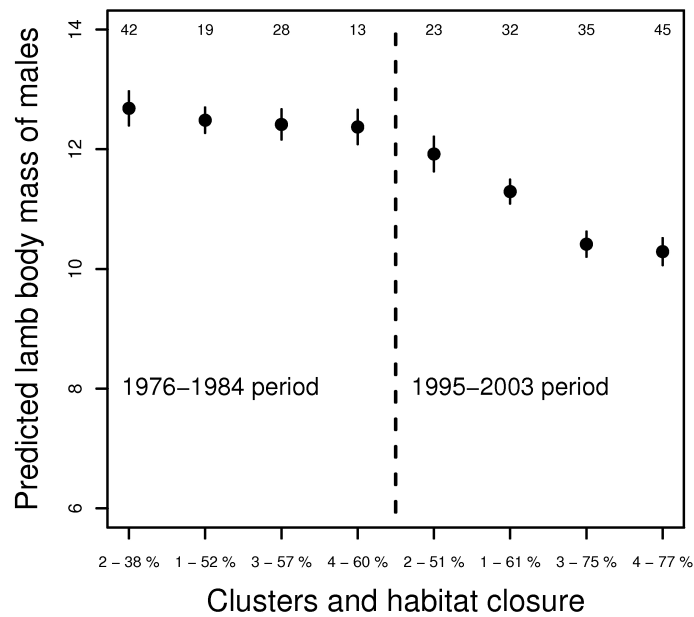 42 19 28 13 23 32 35 45
14
12
10
8
6
Predicted lamb body mass of males
1976–1984 period
1995–2003 period
2 – 38 % 1 – 52 % 3 – 57 % 4 – 60 % 2 – 51 % 1 – 61 % 3 – 75 % 4 – 77 %
Clusters and habitat closure